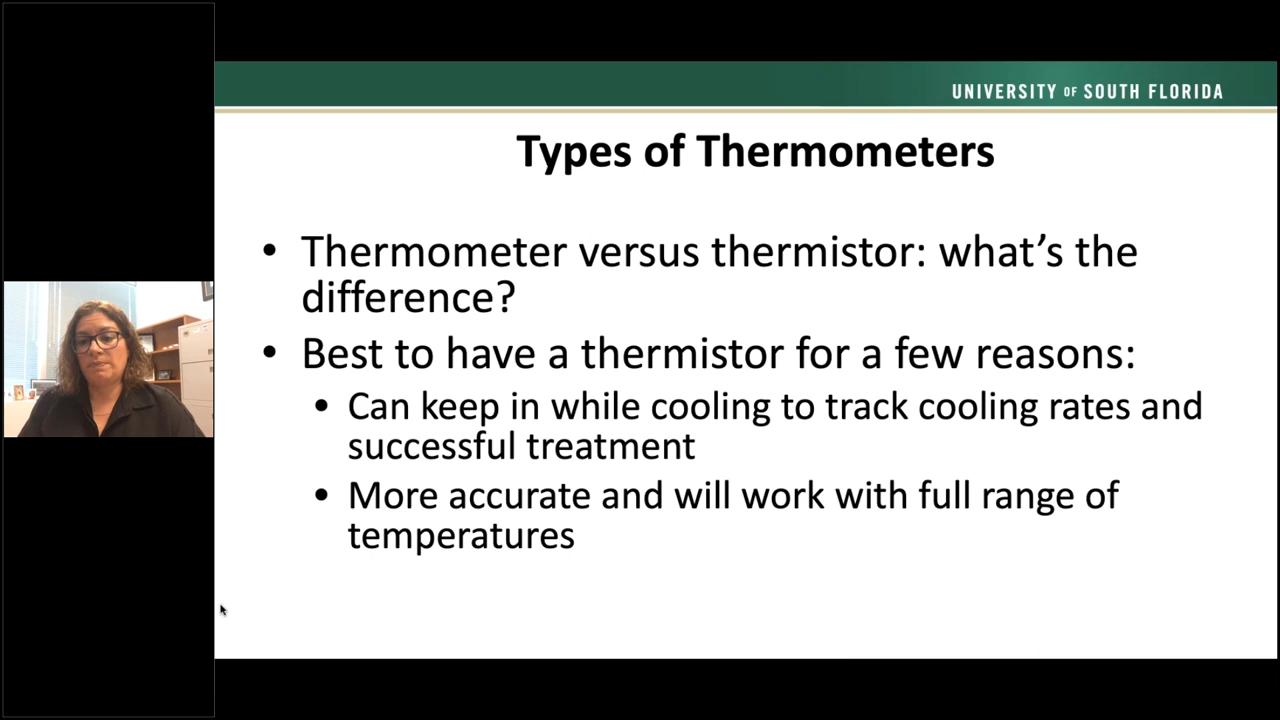 UNIVERSITY OF SOUTH FLORIDA
Types of Thermometers
• Thermometer versus thermistor: what’s the
difference?
• Best to have a thermistor for a few reasons:
• Can keep in while cooling to track cooling rates and
successful treatment
• More accurate and will work with full range of
temperatures